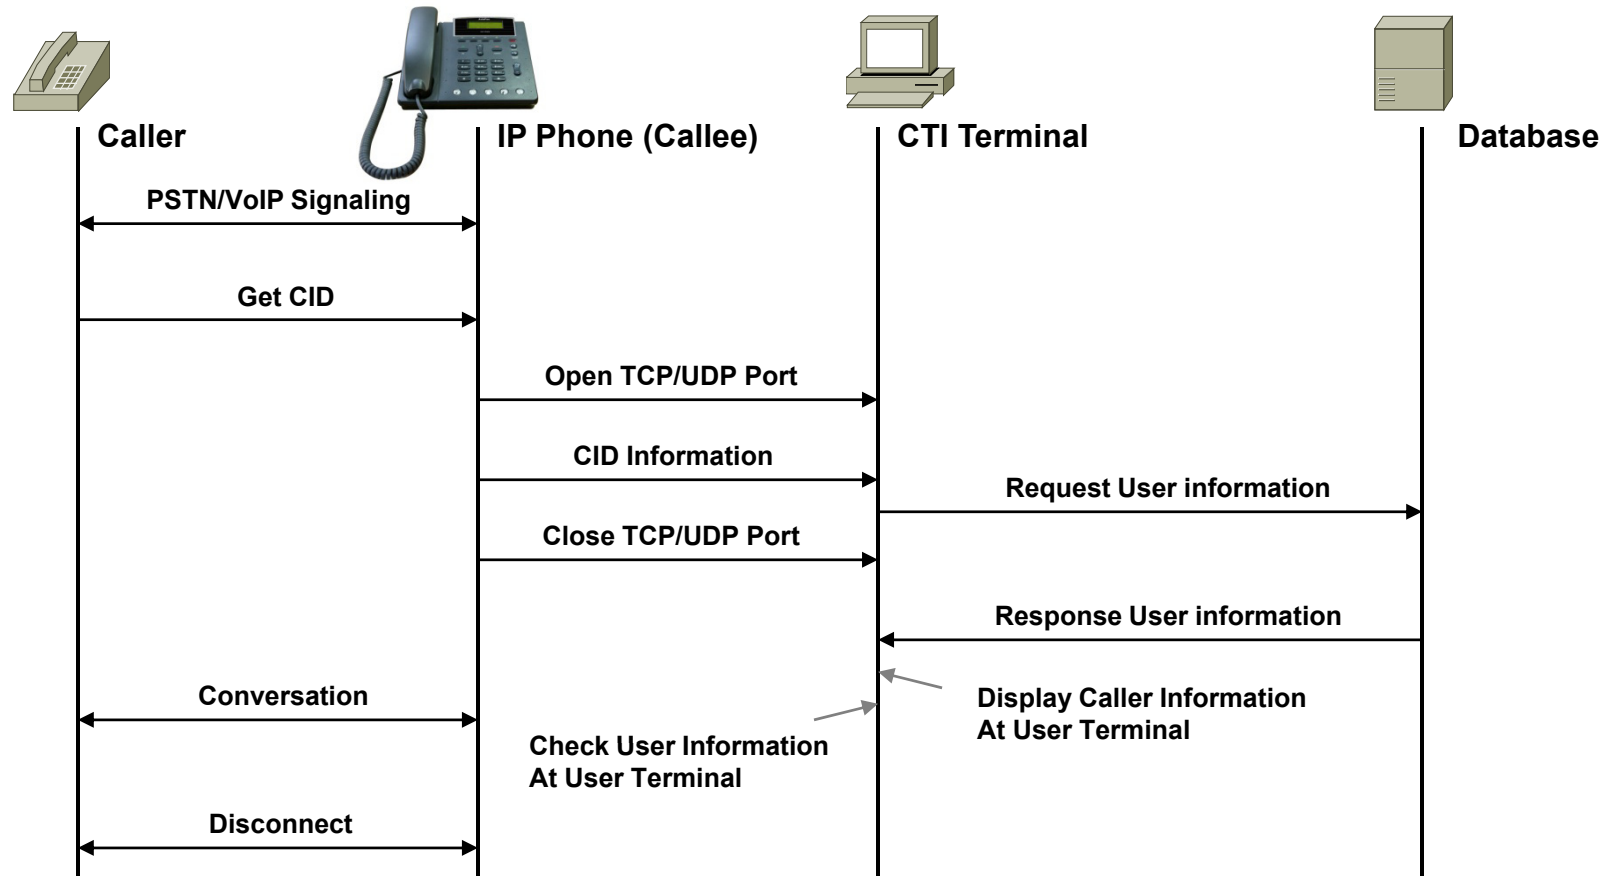 Caller
IP Phone (Callee)
CTI Terminal
Database
PSTN/VoIP Signaling
Get CID
Open TCP/UDP Port
CID Information
Request User information
Close TCP/UDP Port
Response User information
Conversation
Display Caller Information
At User Terminal
Check User Information
At User Terminal
Disconnect